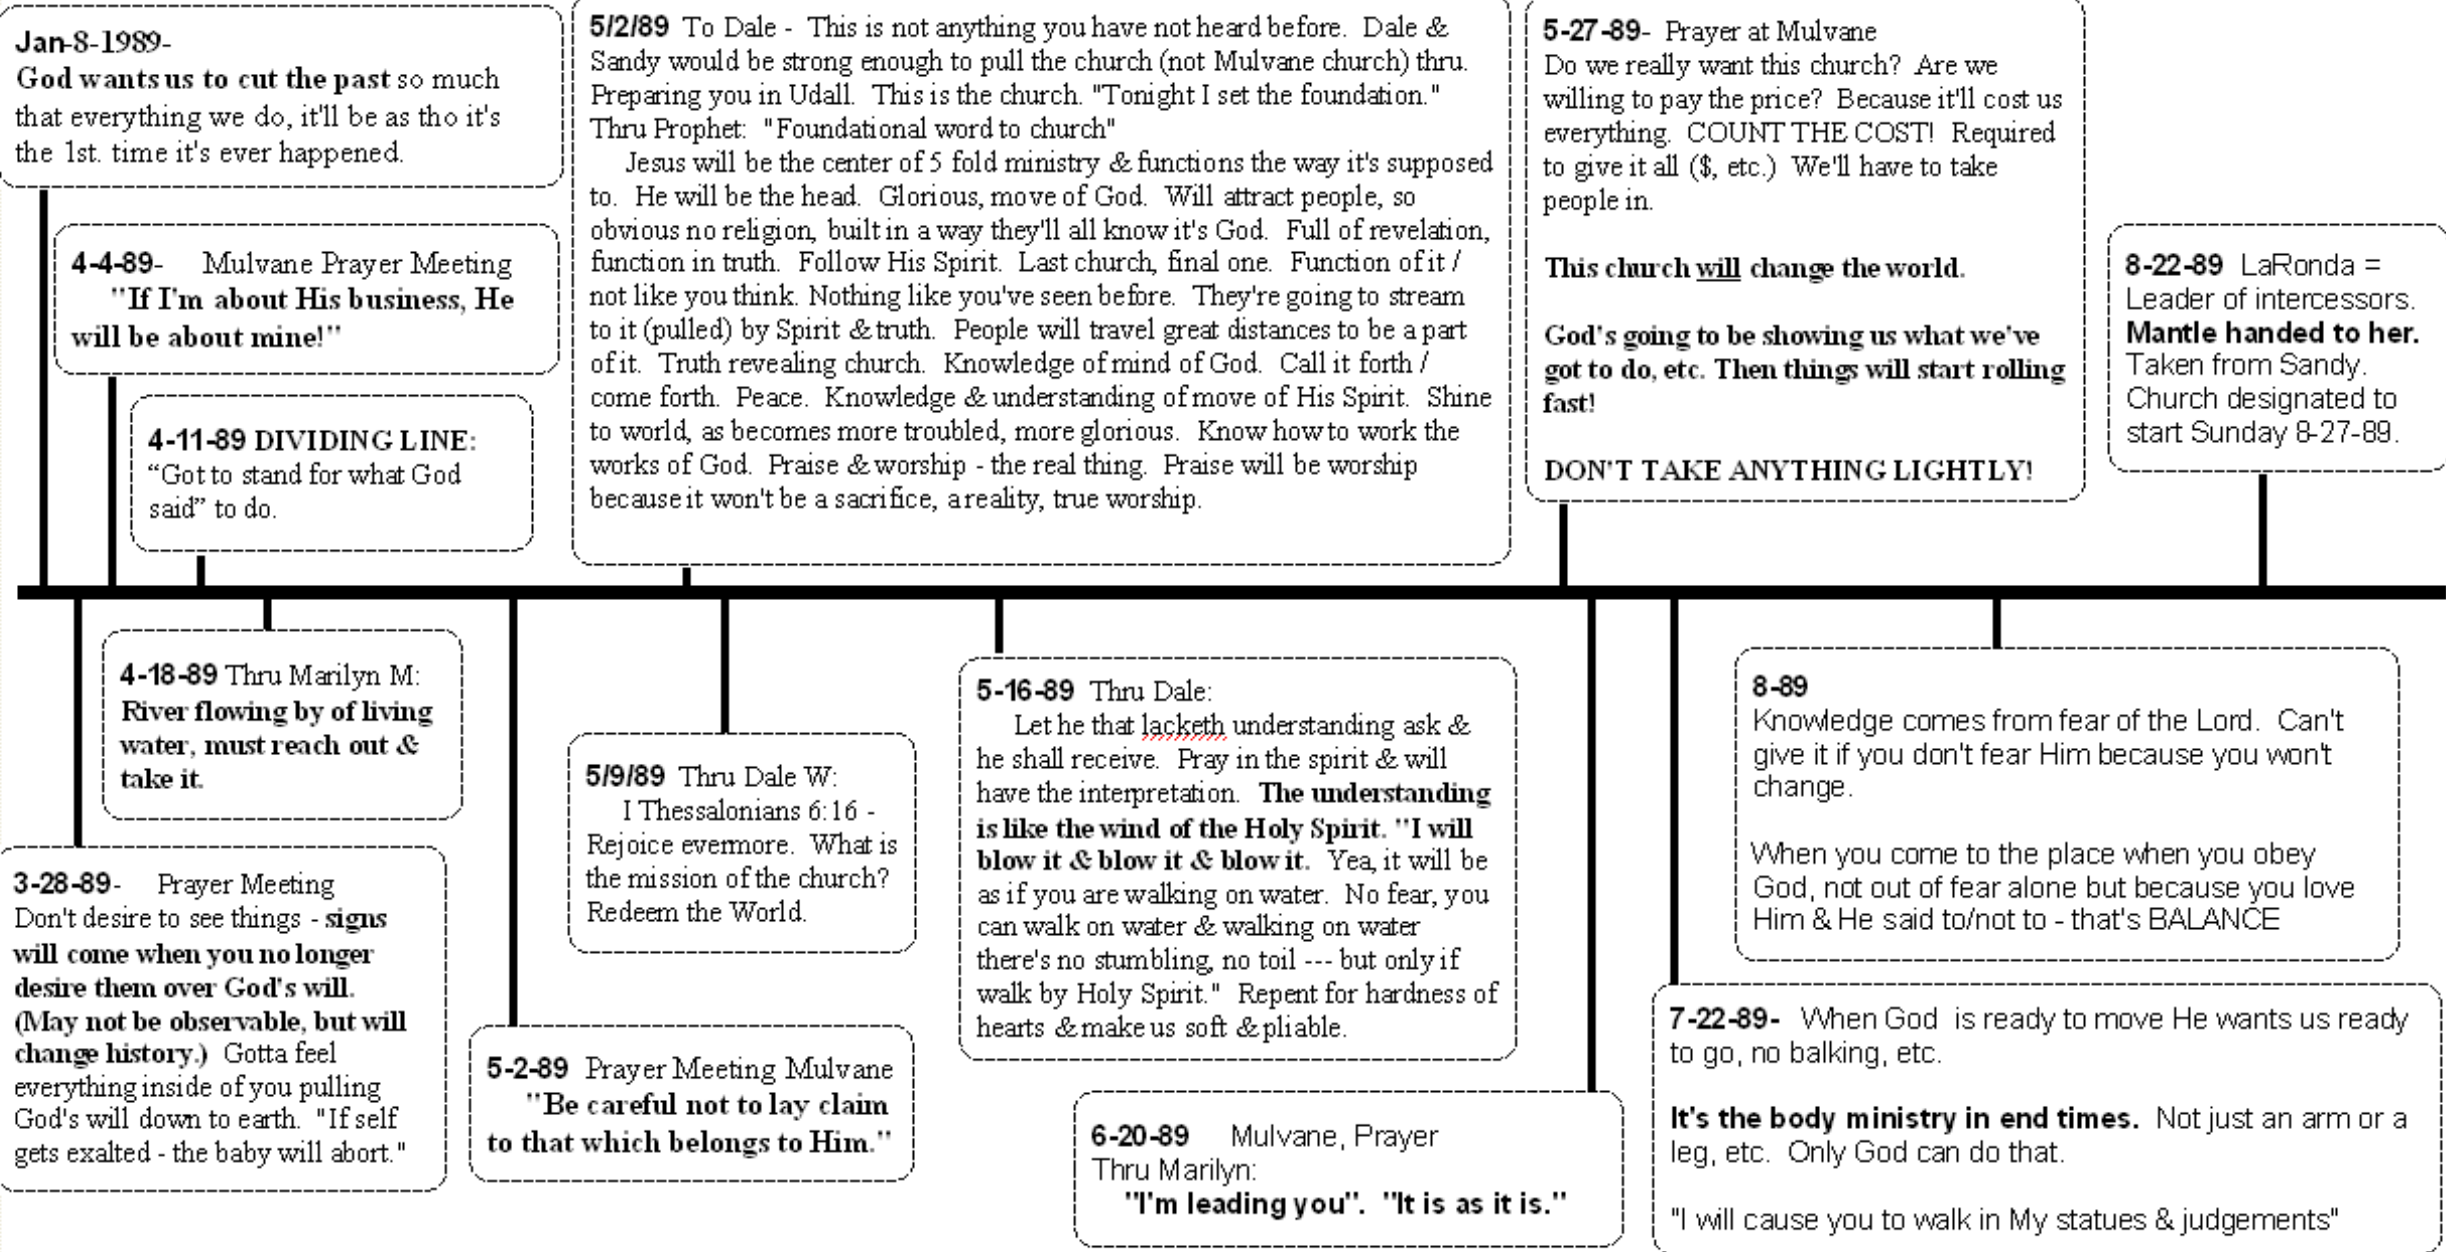 Jan-8-1989-
God wants us to cut the past so much
that everything we do, it'll be as tho it's
the 1st. time it's ever happened.
4-4-89- Mulvane Prayer Meeting
"If I'm about His business, He
will be about mine!"
4-11-89 DIVIDING LINE:
“Got to stand for what God
said” to do.
5/2/89 To Dale - This is not anything you have not heard before. Dale &
Sandy would be strong enough to pull the church (not Mulvane church) thru.
Preparing you in Udall. This is the church. "Tonight I set the foundation."
Thru Prophet: "Foundational word to church"
Jesus will be the center of 5 fold ministry & functions the way it's supposed
to. He will be the head. Glorious, move of God. Will attract people, so
obvious no religion, built in a way they'll all know it's God. Full of revelation,
function in truth. Follow His Spirit. Last church, final one. Function of it /
not like you think. Nothing like you've seen before. They're going to stream
to it (pulled) by Spirit & truth. People will travel great distances to be a part
of it. Truth revealing church. Knowledge of mind of God. Call it forth /
come forth. Peace. Knowledge & understanding of move of His Spirit. Shine
to world, as becomes more troubled, more glorious. Know how to work the
works of God. Praise & worship - the real thing. Praise will be worship
because it won't be a sacrifice, a reality, true worship.
5-27-89- Prayer at Mulvane
Do we really want this church? Are we
willing to pay the price? Because it'll cost us
everything. COUNT THE COST! Required
to give it all ($, etc.) We'll have to take
people in.
This church will change the world.
God's going to be showing us what we've
got to do, etc. Then things will start rolling
fast!
DON'T TAKE ANYTHING LIGHTLY!
8-22-89 LaRonda =
Leader of intercessors.
Mantle handed to her.
Taken from Sandy.
Church designated to
start Sunday 8-27-89.
4-18-89 Thru Marilyn M:
River flowing by of living
water, must reach out &
take it.
3-28-89- Prayer Meeting
Don't desire to see things - signs
will come when you no longer
desire them over God's will.
(May not be observable, but will
change history.) Gotta feel
everything inside of you pulling
God's will down to earth. "If self
gets exalted - the baby will abort."
5-2-89 Prayer Meeting Mulvane
"Be careful not to lay claim
to that which belongs to Him."
5/9/89 Thru Dale W:
I Thessalonians 6:16 -
Rejoice evermore. What is
the mission of the church?
Redeem the World.
5-16-89 Thru Dale:
Let he that lacketh understanding ask &
he shall receive. Pray in the spirit & will
have the interpretation. The understanding
is like the wind of the Holy Spirit. "I will
blow it & blow it & blow it. Yea, it will be
as if you are walking on water. No fear, you
can walk on water & walking on water
there's no stumbling, no toil --- but only if
walk by Holy Spirit." Repent for hardness of
hearts & make us soft & pliable.
6-20-89 Mulvane, Prayer
Thru Marilyn:
"I'm leading you". "It is as it is."
8-89
Knowledge comes from fear of the Lord. Can't
give it if you don't fear Him because you won't
change.
When you come to the place when you obey
God, not out of fear alone but because you love
Him & He said to/not to - that's BALANCE
7-22-89- When God is ready to move He wants us ready
to go, no balking, etc.
It's the body ministry in end times. Not just an arm or a
leg, etc. Only God can do that.
"I will cause you to walk in My statues & judgements"